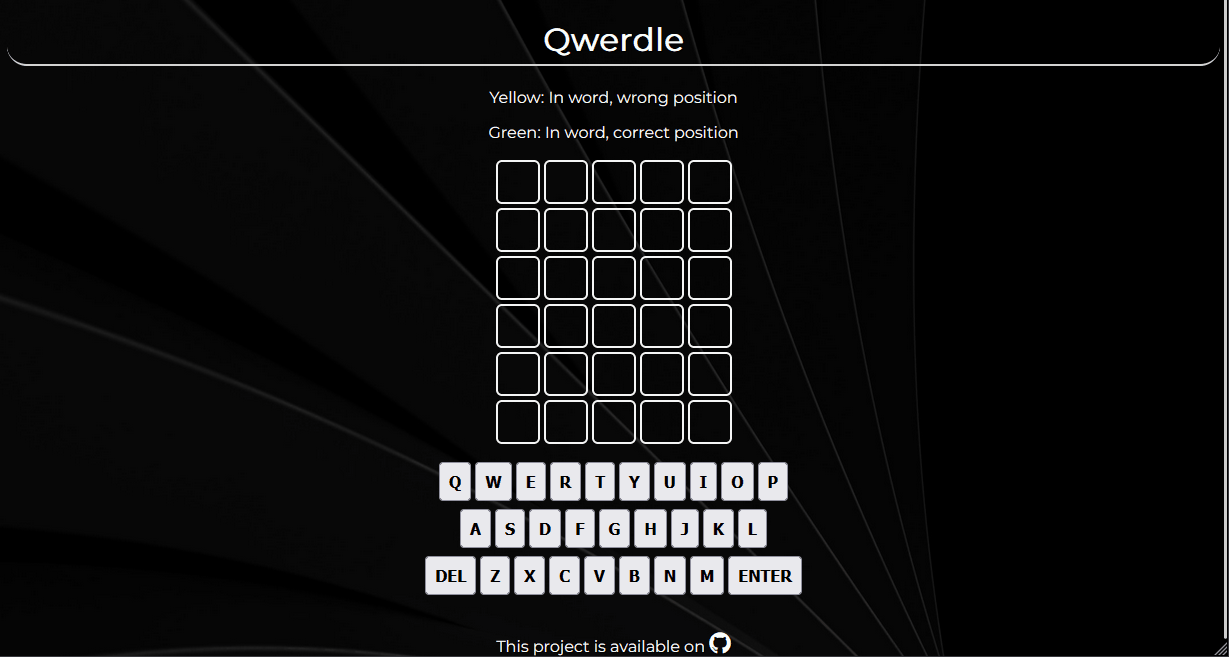 Qwerdle
Yellow: In word, wrong position
Green: In word, correct position
Q W E R T Y U I O P
A S D F G H J K L
DEL Z X C V B N M ENTER
This project is available on